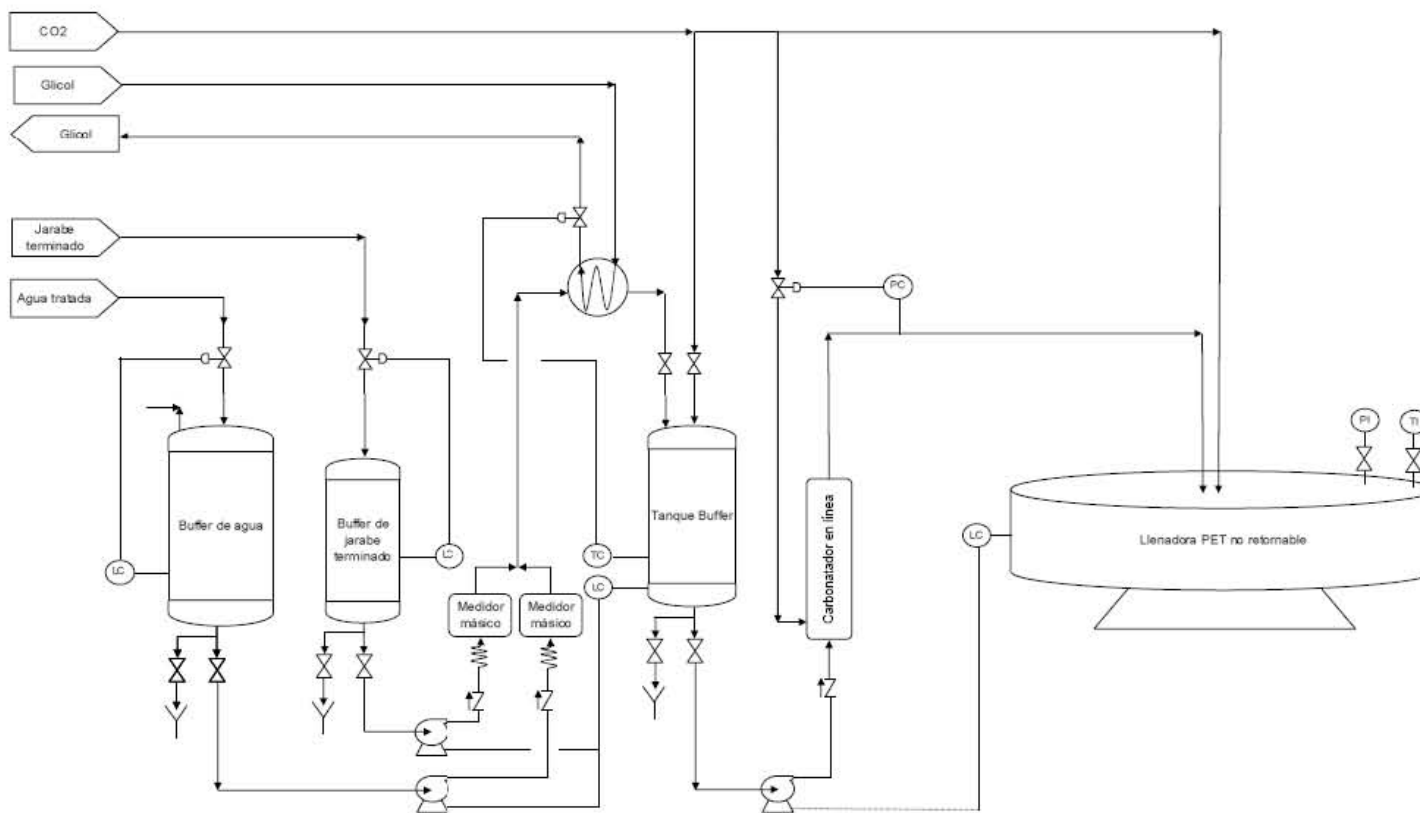 CO2
Glicol
Glicol
Jarabe
terminado
Agua tratada
PC
PI
TI
Buffer de agua
Buffer de
jarabe
terminado
Tanque Buffer
Carbonatador en línea
Llenadora PET no retornable
LC
LC
TC
LC
LC
Medidor
másico
Medidor
másico